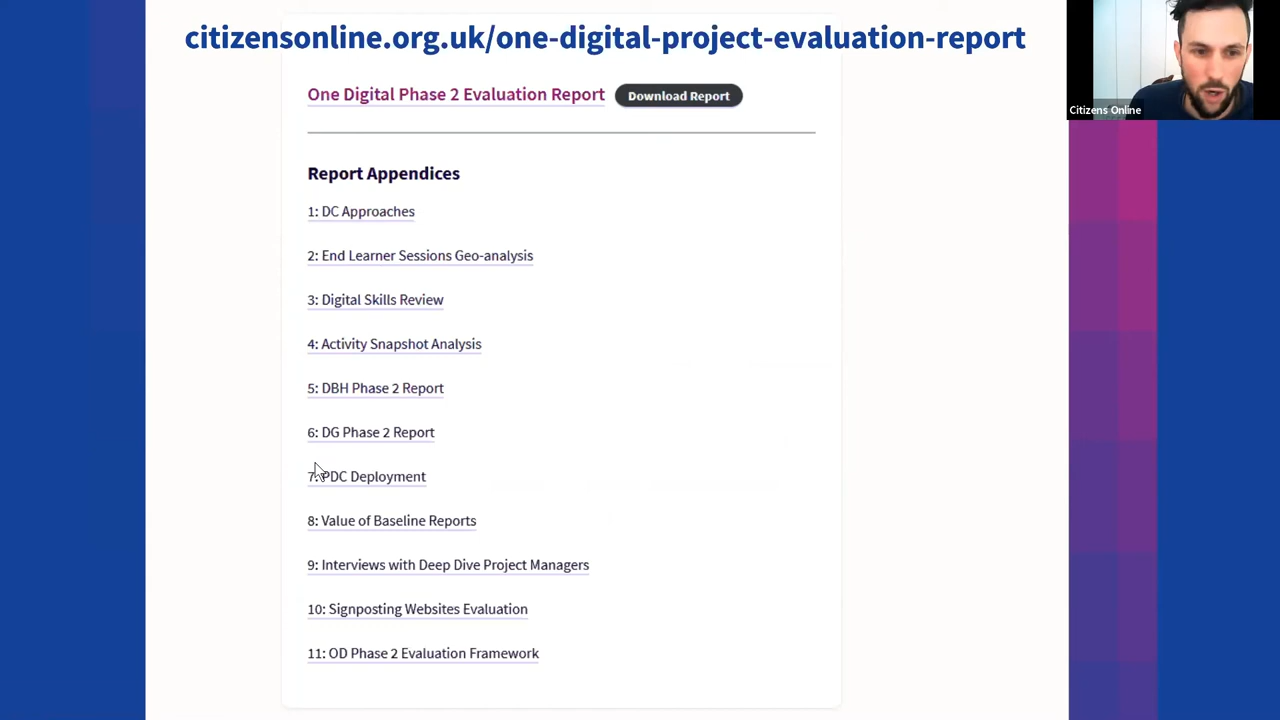 citizensonline.org.uk/one-digital-project-evaluation-report
One Digital Phase 2 Evaluation Report
Download Report
Citizens Online
Report Appendices
1: DC Approaches
2: End Learner Sessions Geo-analysis
3: Digital Skills Review
4: Activity Snapshot Analysis
5: DBH Phase 2 Report
6: DG Phase 2 Report
7: PDC Deployment
8: Value of Baseline Reports
9: Interviews with Deep Dive Project Managers
10: Signposting Websites Evaluation
11: OD Phase 2 Evaluation Framework